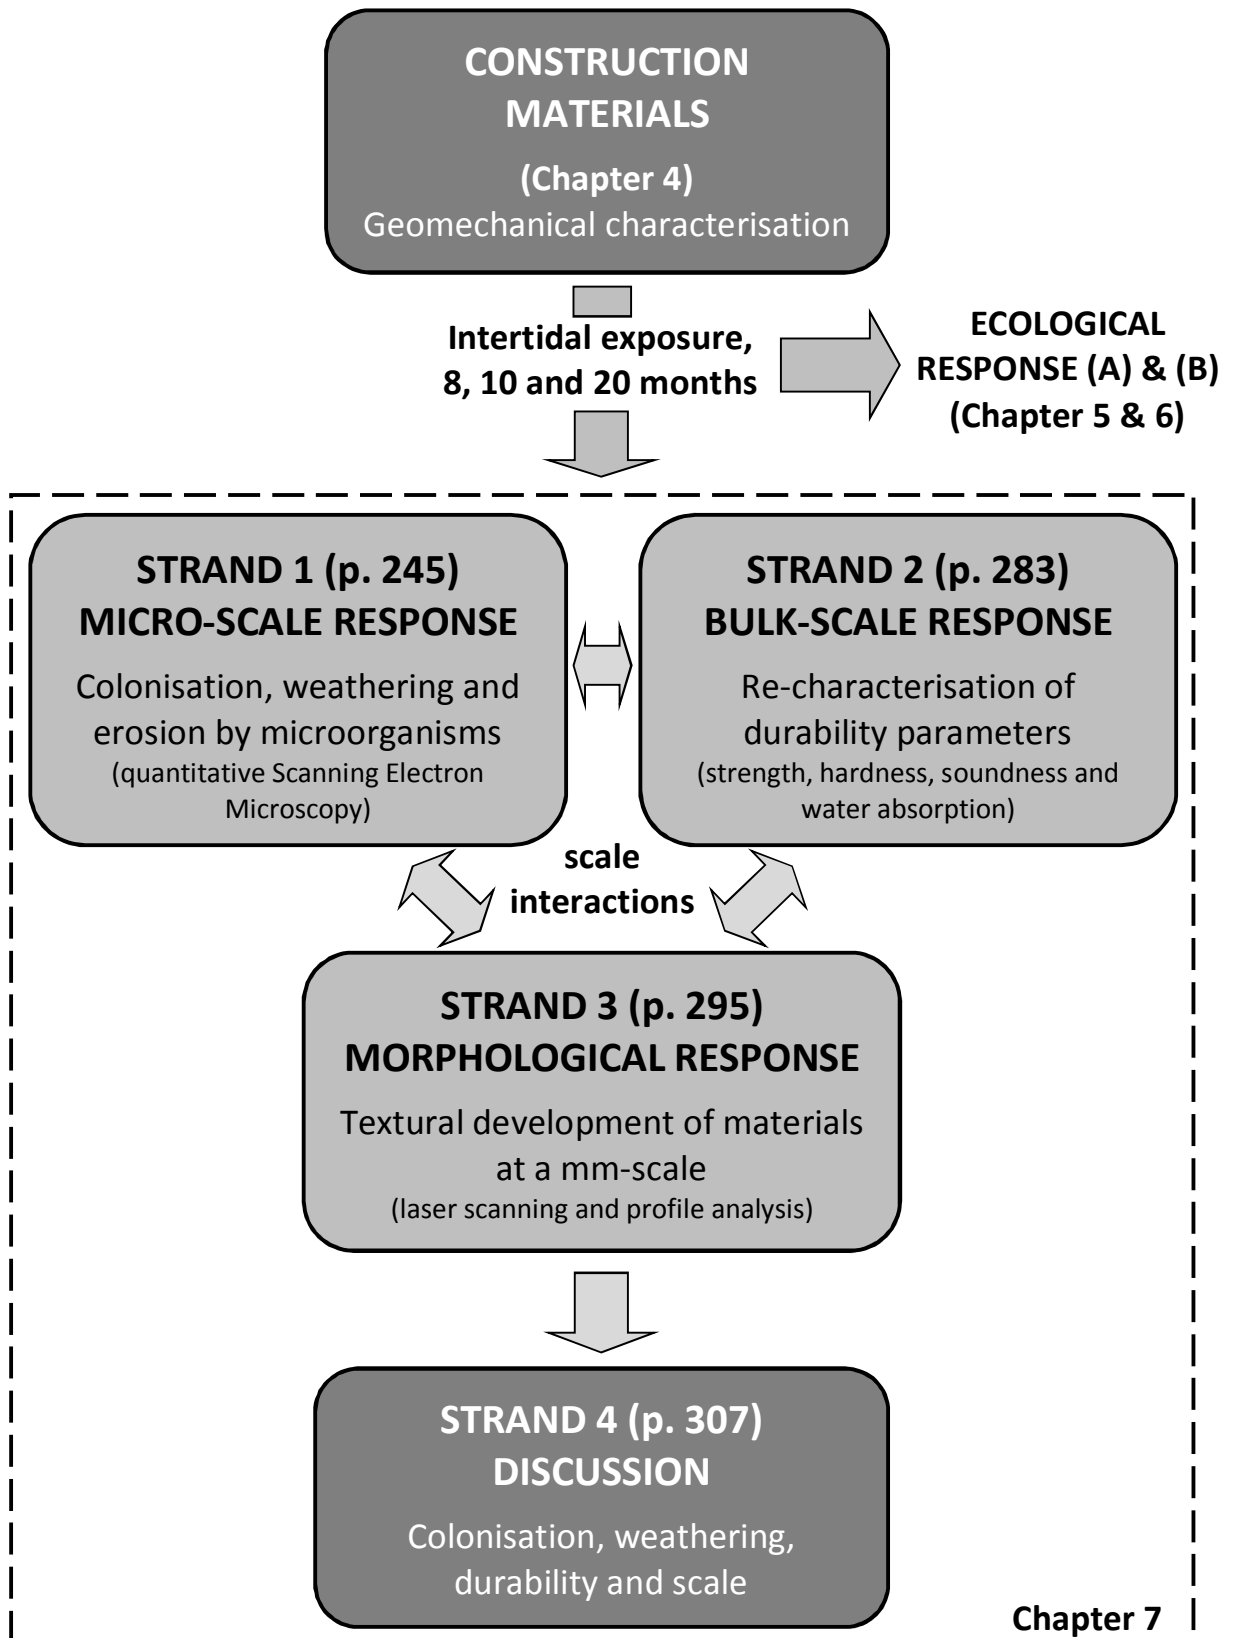 CONSTRUCTION
MATERIALS
(Chapter 4)
Geomechanical characterisation
Intertidal exposure,
8, 10 and 20 months
ECOLOGICAL
RESPONSE (A) & (B)
(Chapter 5 & 6)
STRAND 1 (p. 245)
MICRO-SCALE RESPONSE
Colonisation, weathering and
erosion by microorganisms
(quantitative Scanning Electron
Microscopy)
STRAND 2 (p. 283)
BULK-SCALE RESPONSE
Re-characterisation of
durability parameters
(strength, hardness, soundness and
water absorption)
scale
interactions
STRAND 3 (p. 295)
MORPHOLOGICAL RESPONSE
Textural development of materials
at a mm-scale
(laser scanning and profile analysis)
STRAND 4 (p. 307)
DISCUSSION
Colonisation, weathering,
durability and scale
Chapter 7